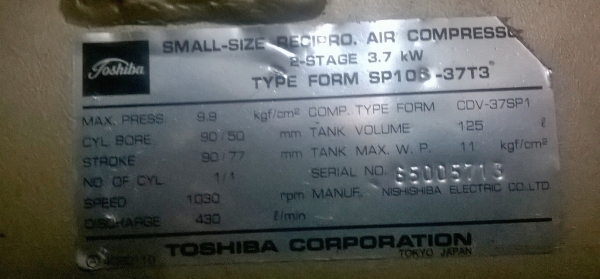 Toshiba
SMALL-SIZE RECIPRO. AIR COMPRESSO
2-STAGE 3.7 kW
TYPE FORM SP106-37T3
MAX. PRESS 9.9 kgf/cm² COMP. TYPE FORM CDV-37SP1
CYL BORE 90/50 mm TANK VOLUME 125 ℓ
STROKE 90/77 mm TANK MAX. W. P. 11 kgf/cm²
NO OF CYL 1/1 SERIAL NO.
SPEED 1030 rpm MANUF. NISHISHIBA ELECTRIC CO.,LTD
DISCHARGE 430 ℓ/min
TOSHIBA CORPORATION
TOKYO JAPAN